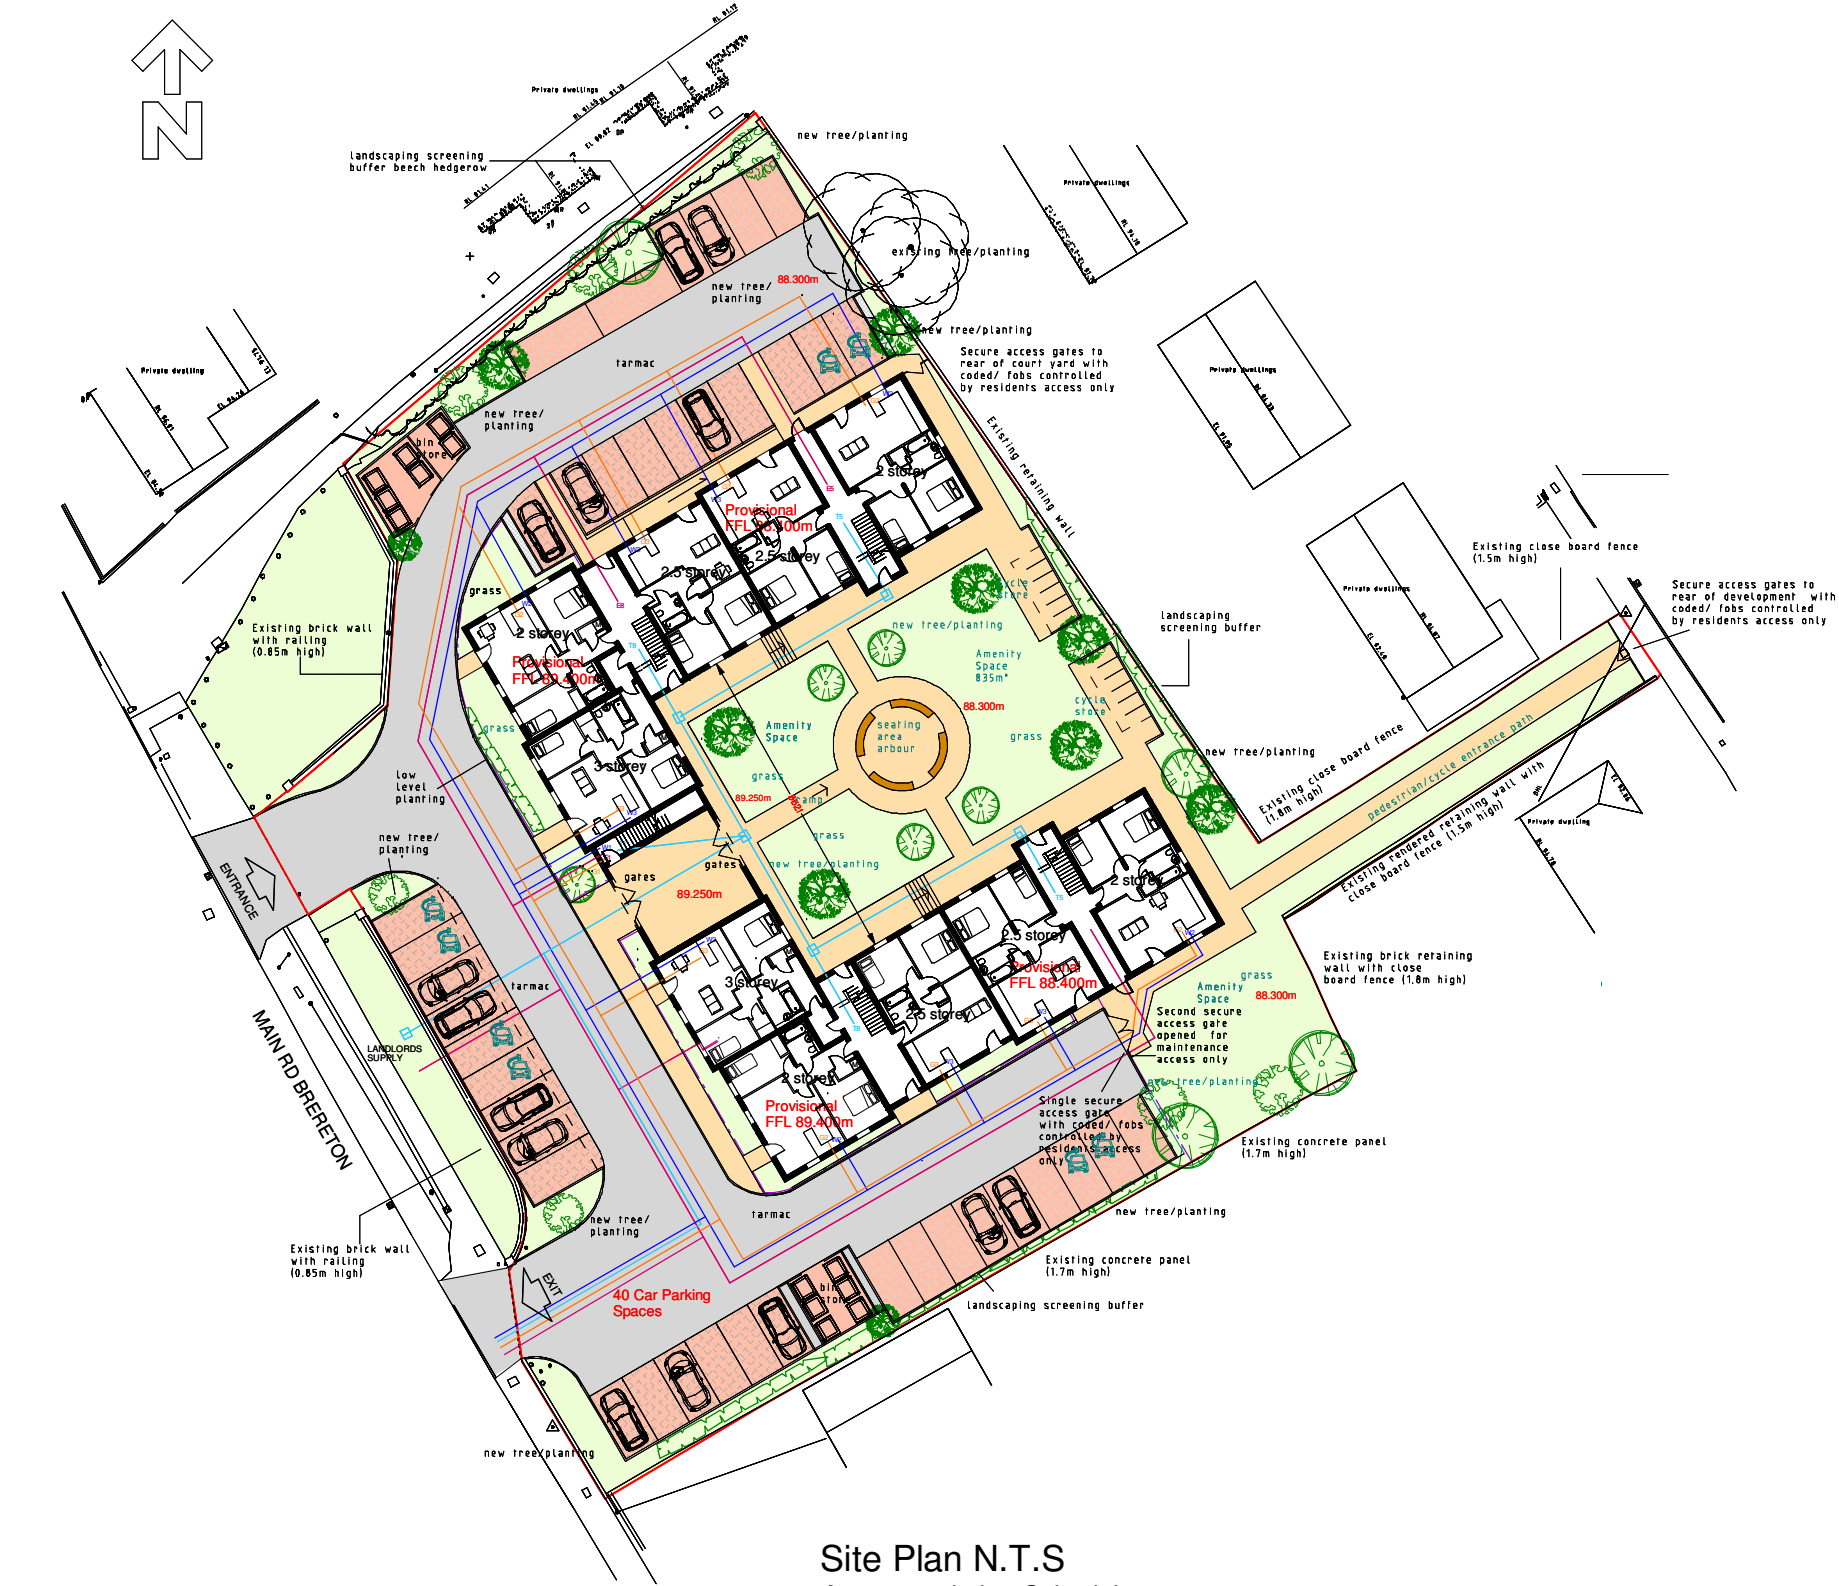 N
Private dwellings
landscaping screening
buffer beech hedgerow
new tree/planting
Private dwellings
existing tree/planting
88.300m
new tree/
planting
new tree/planting
Secure access gates to
rear of court yard with
coded/ fobs controlled
by residents access only
tarmac
Private dwelling
Private dwellings
new tree/
planting
bin
store
Existing retaining wall
2 storey
Provisional
FFL 88.400m
2.5 storey
2.5 storey
Existing close board fence
(1.5m high)
Secure access gates to
rear of development with
coded/ fobs controlled
by residents access only
Private dwellings
grass
cycle
store
new tree/planting
landscaping
screening buffer
Existing brick wall
with railing
(0.85m high)
2 storey
Provisional
FFL 89.400m
Amenity
Space
835m²
cycle
store
88.300m
grass
Amenity
Space
seating
area
arbour
grass
new tree/planting
3 storey
low
level
planting
grass
89.250m
ramp
Existing close board fence
(1.8m high)
pedestrian/cycle entrance path
Existing rendered retaining wall with
close board fence (1.5m high)
Private dwelling
new tree/
planting
grass
new tree/planting
gates
gates
89.250m
ENTRANCE
2 storey
2.5 storey
Provisional
FFL 88.400m
3 storey
2.5 storey
Existing brick retaining
wall with close
board fence (1.8m high)
grass
Amenity
Space
88.300m
Second secure
access gate
opened for
maintenance
access only
tarmac
LANDLORDS
SUPPLY
MAIN RD BRERETON
2 storey
Provisional
FFL 89.400m
new tree/planting
Single secure
access gate
with coded/ fobs
controlled by
residents access
only
Existing concrete panel
(1.7m high)
new tree/planting
tarmac
new tree/
planting
Existing brick wall
with railing
(0.85m high)
Existing concrete panel
(1.7m high)
EXIT
40 Car Parking
Spaces
bin
store
landscaping screening buffer
new tree/planting
Site Plan N.T.S